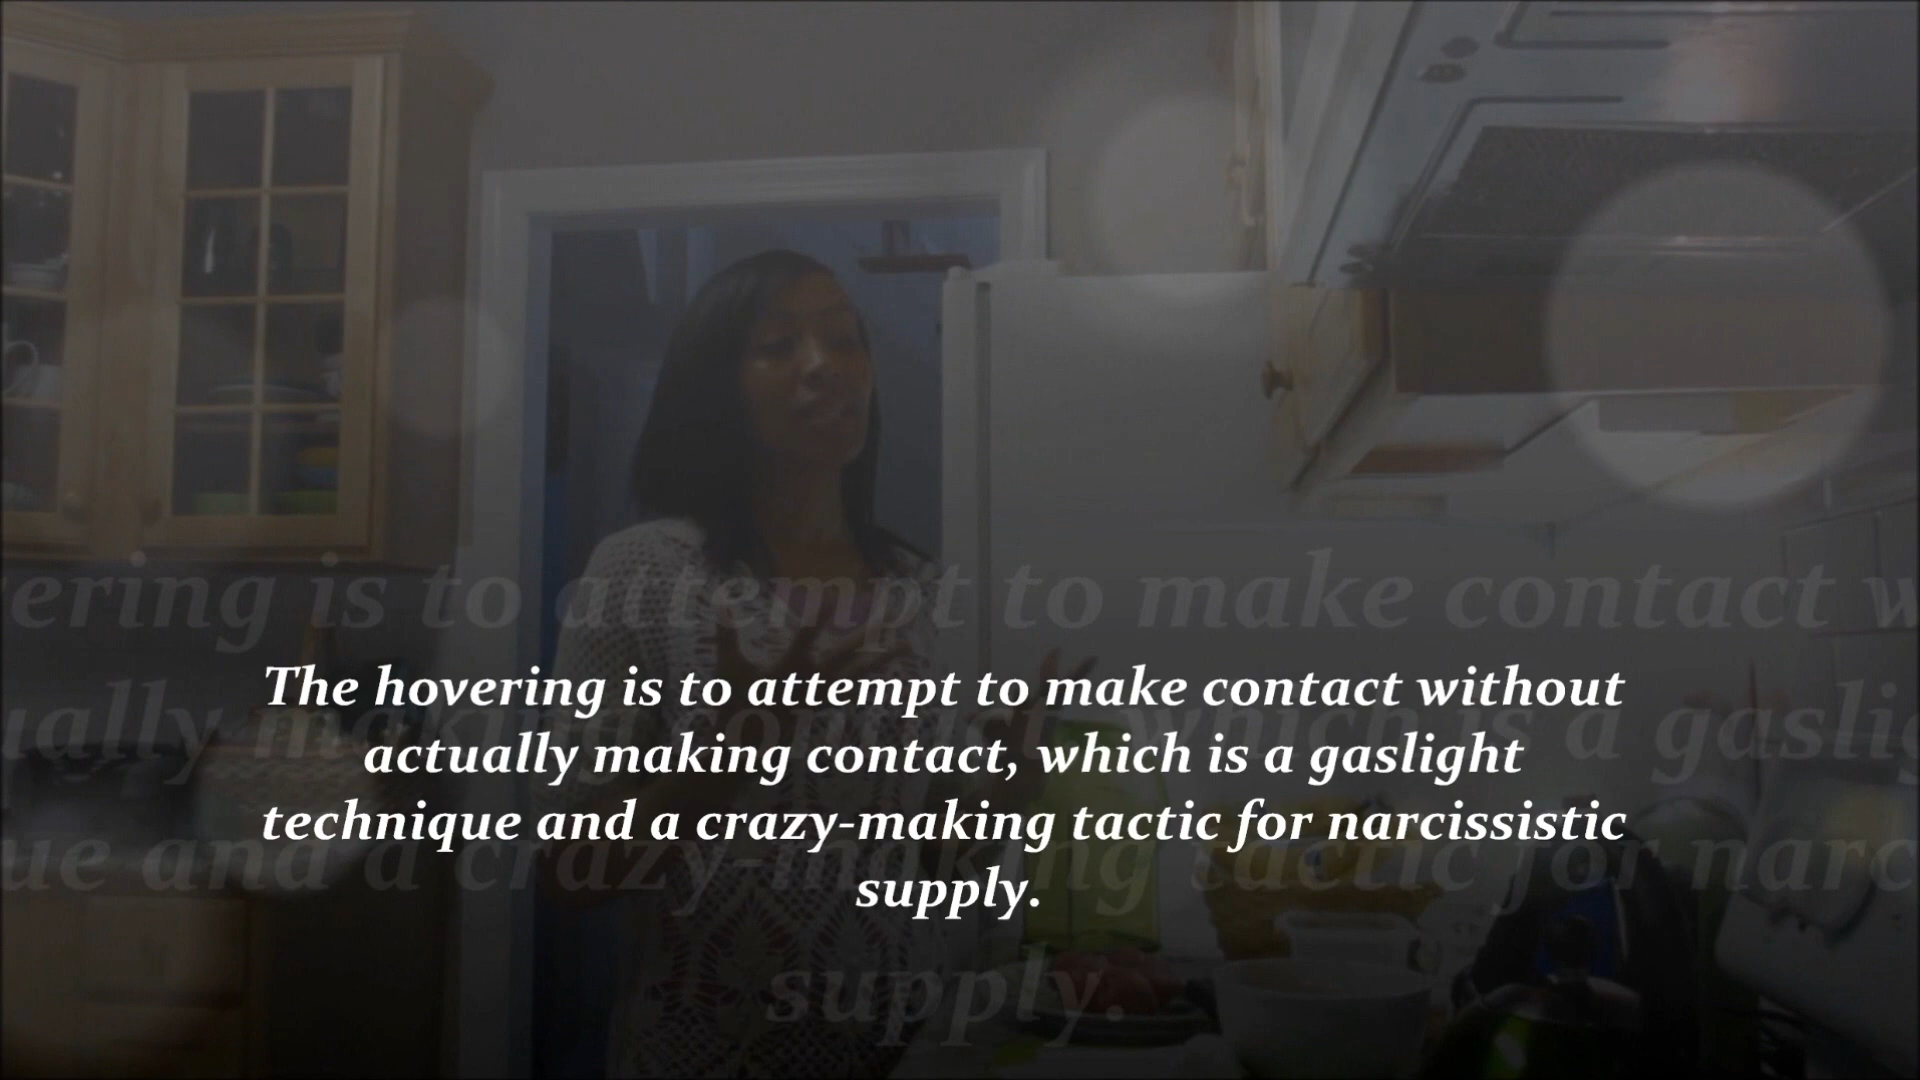 The hovering is to attempt to make contact without
actually making contact, which is a gaslight
technique and a crazy-making tactic for narcissistic
supply.